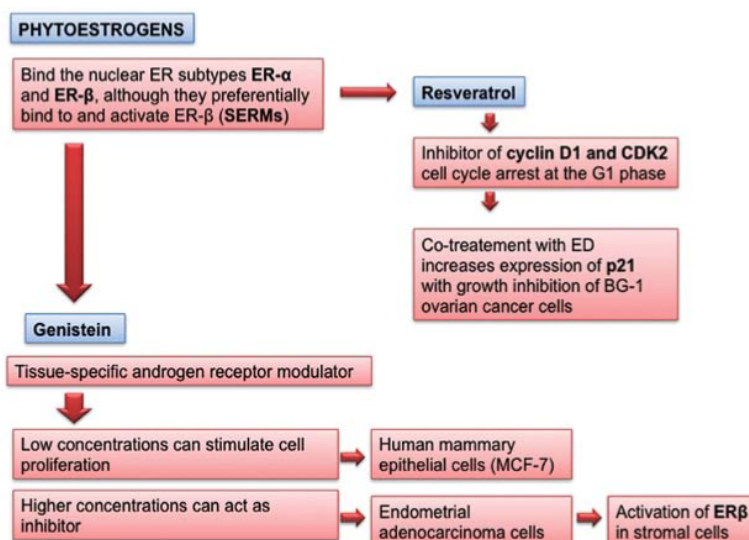 PHYTOESTROGENS
Bind the nuclear ER subtypes ER-α
and ER-β, although they preferentially
bind to and activate ER-β (SERMs)
Resveratrol
Inhibitor of cyclin D1 and CDK2
cell cycle arrest at the G1 phase
Co-treatement with ED
increases expression of p21
with growth inhibition of BG-1
ovarian cancer cells
Genistein
Tissue-specific androgen receptor modulator
Low concentrations can stimulate cell
proliferation
Human mammary
epithelial cells (MCF-7)
Higher concentrations can act as
inhibitor
Endometrial
adenocarcinoma cells
Activation of ERβ
in stromal cells